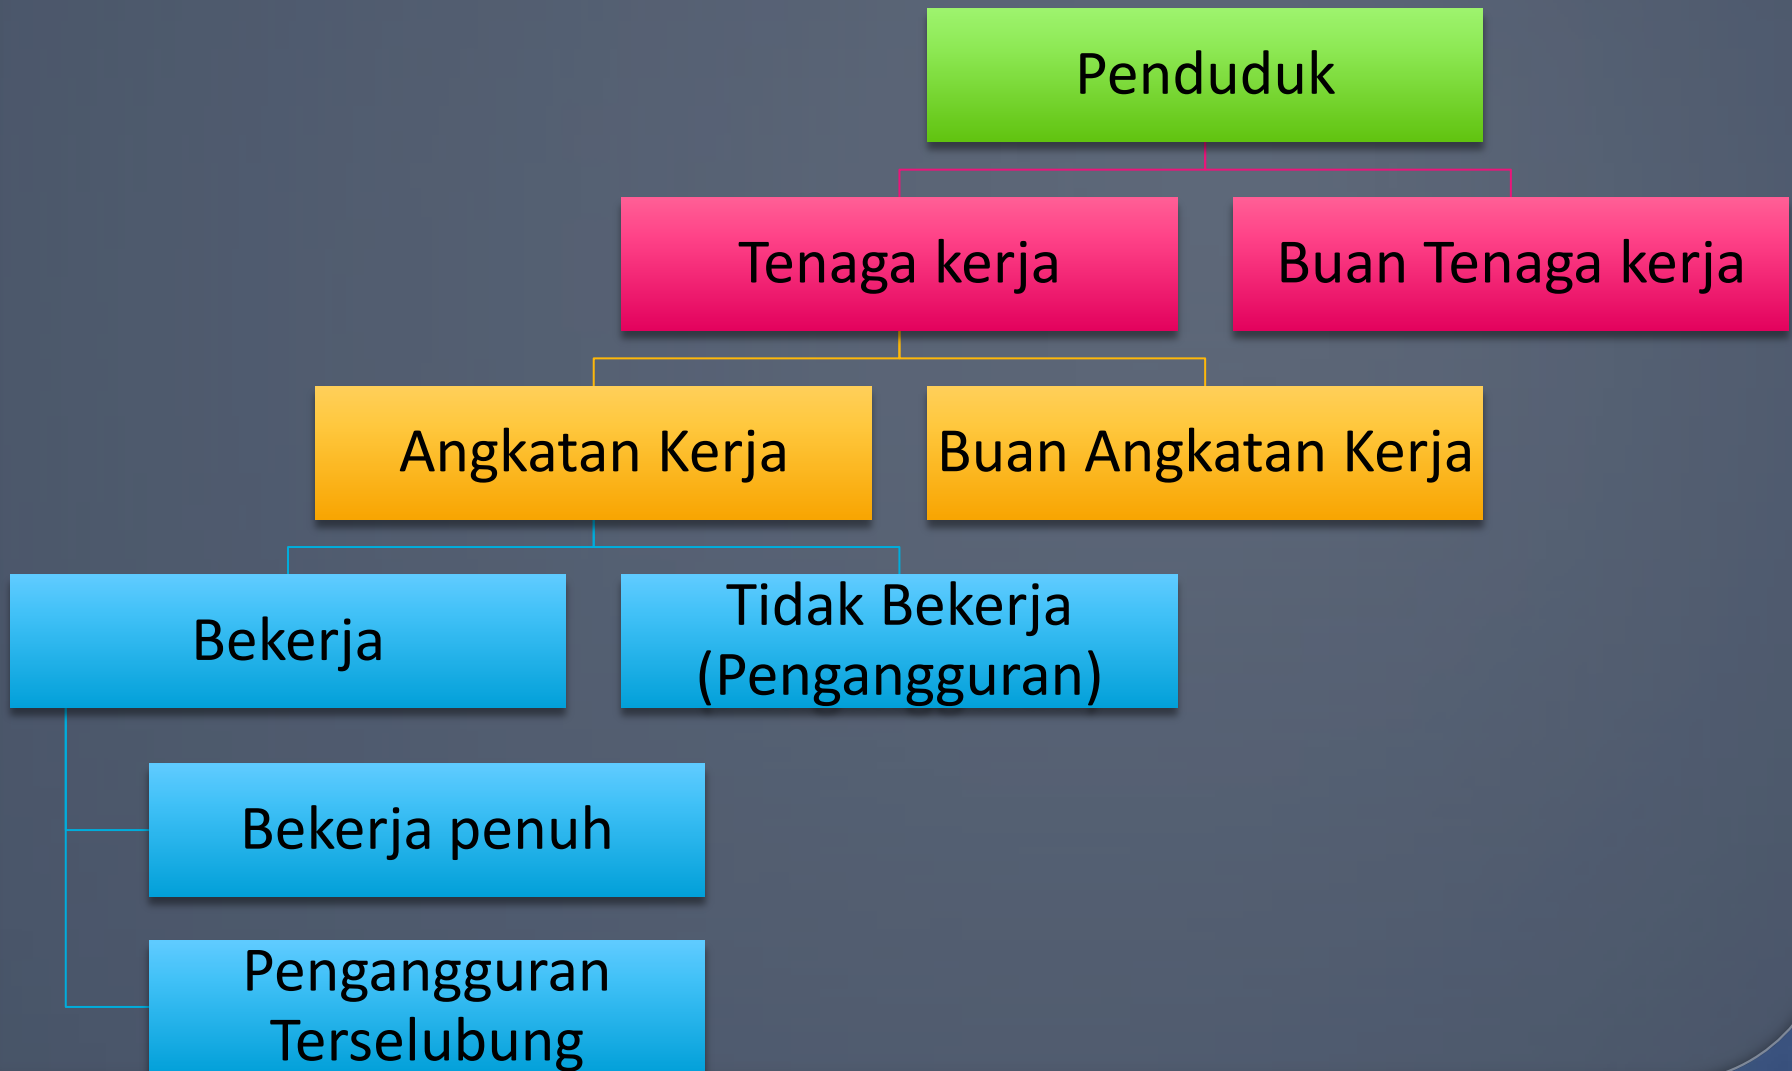 Penduduk
Tenaga kerja
Buan Tenaga kerja
Angkatan Kerja
Buan Angkatan Kerja
Bekerja
Tidak Bekerja
(Pengangguran)
Bekerja penuh
Pengangguran
Terselubung